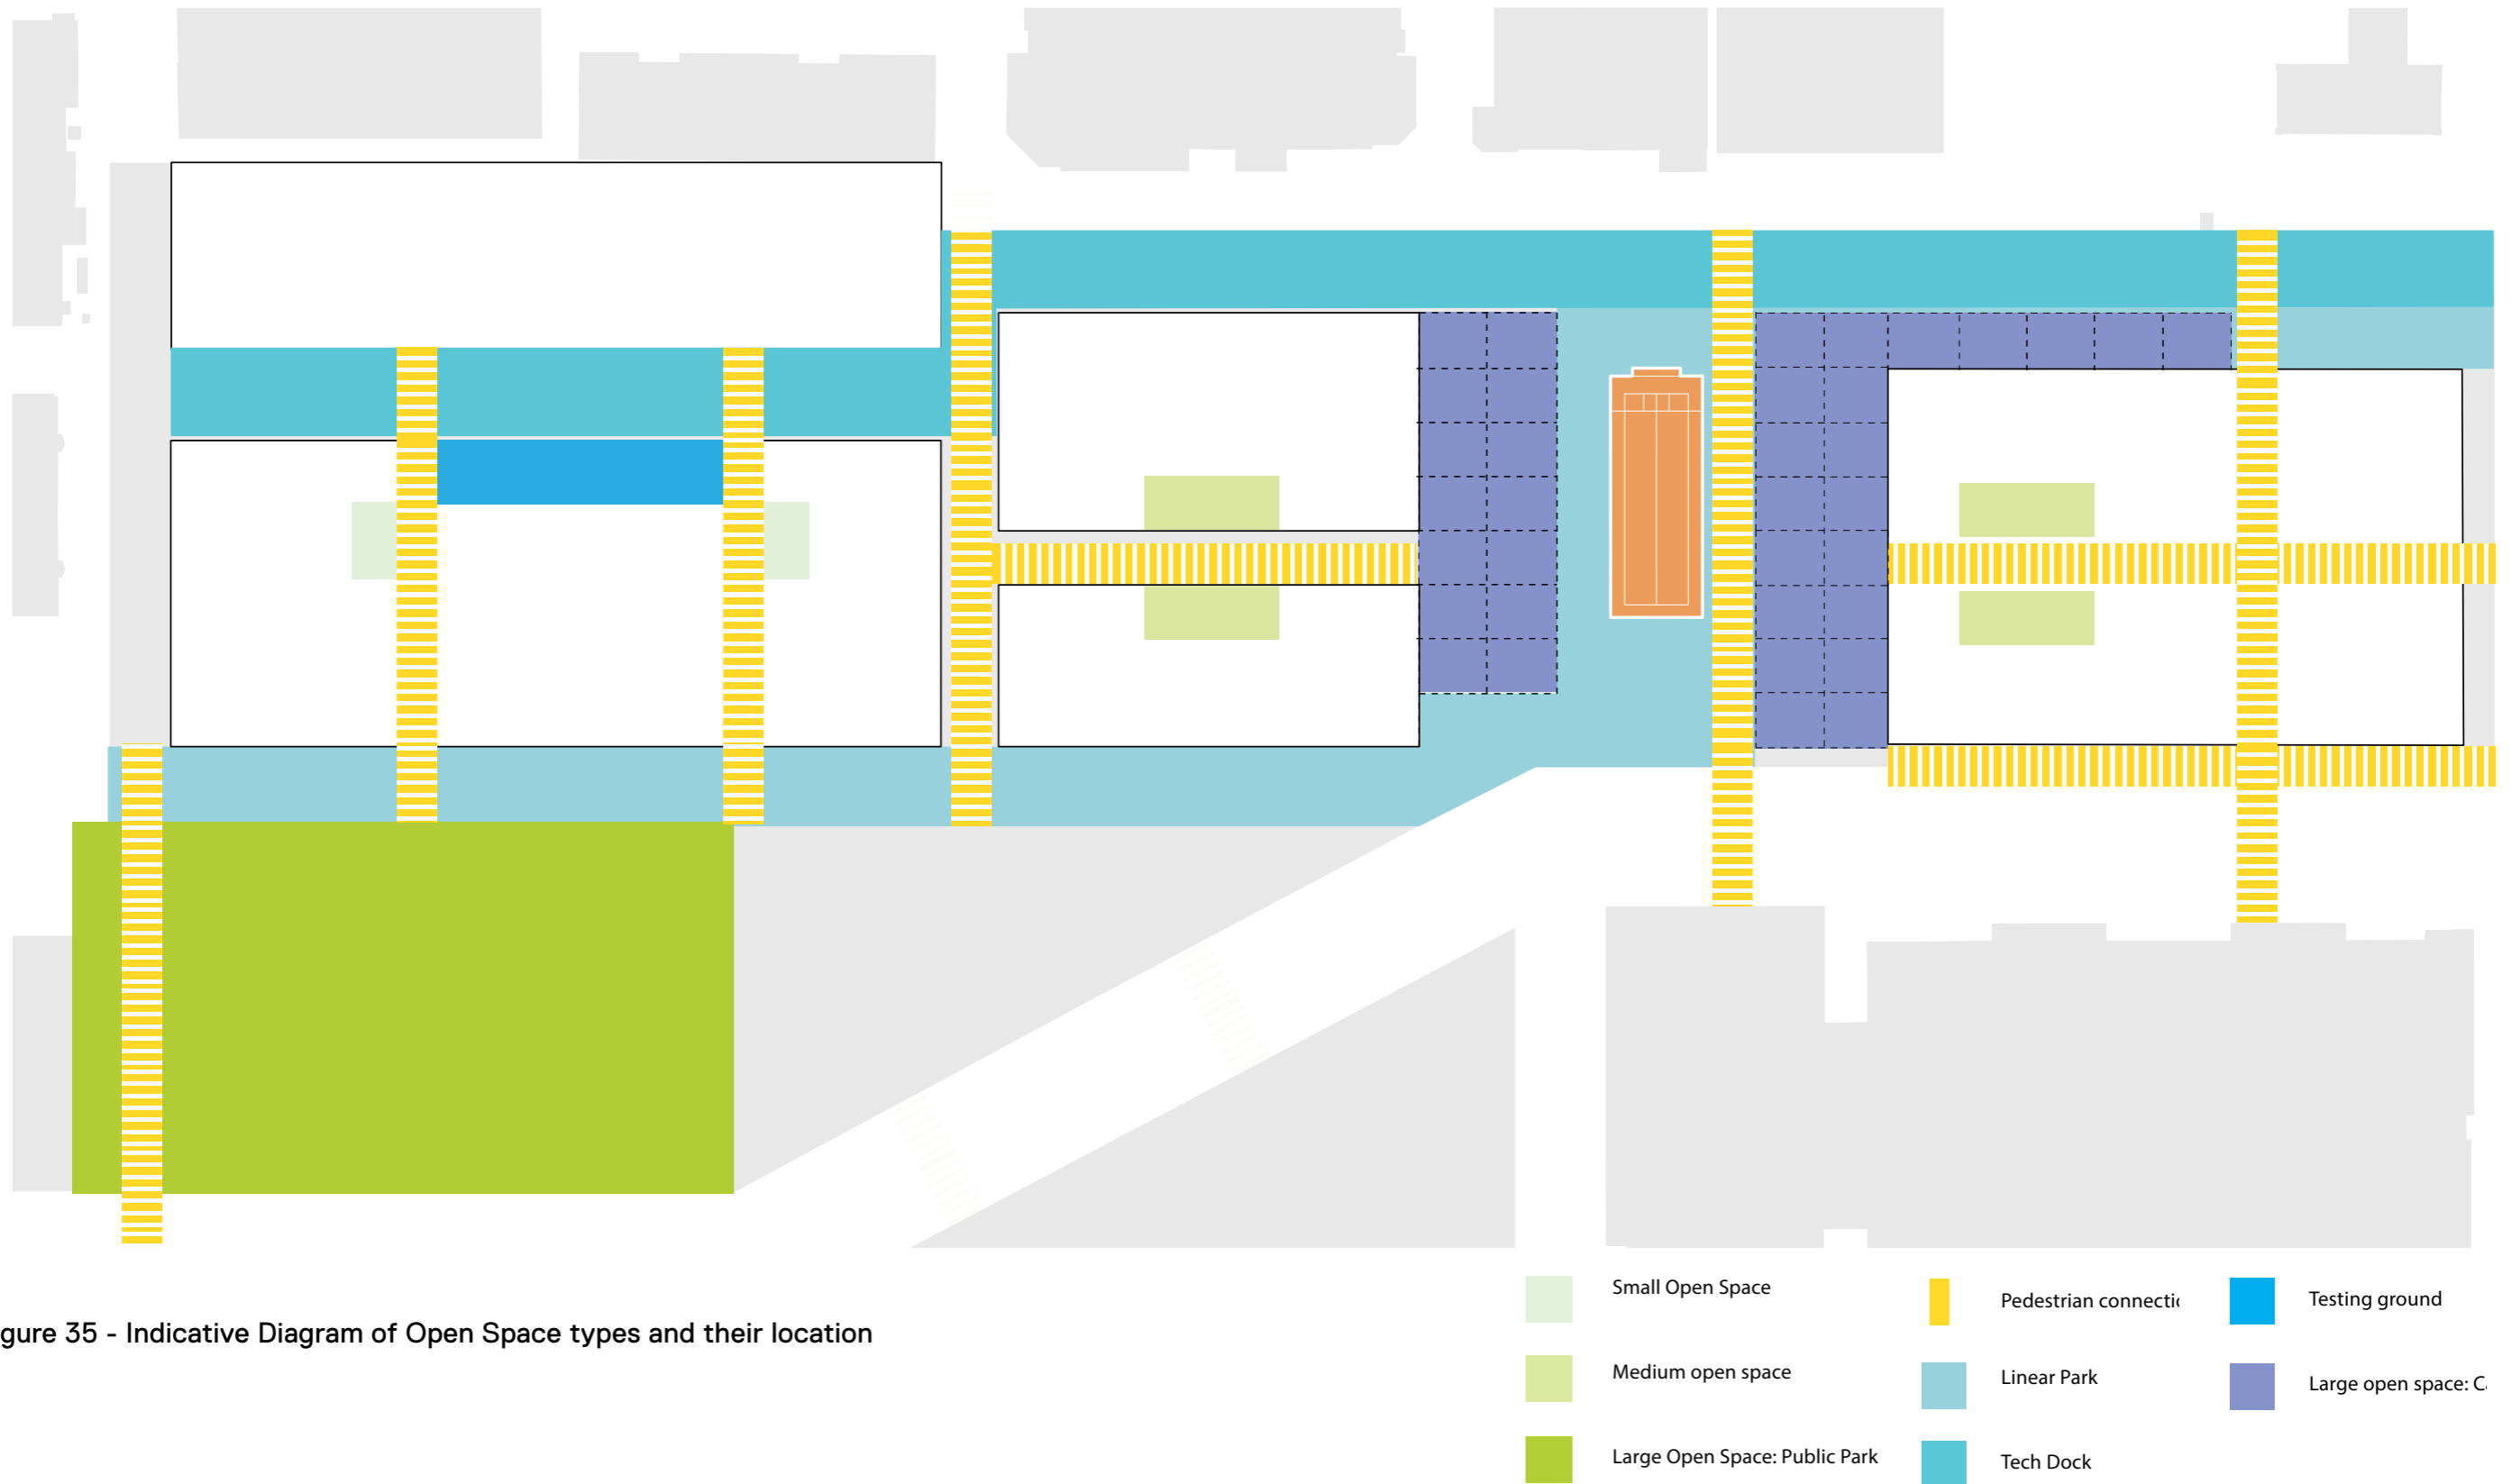 gure 35 - Indicative Diagram of Open Space types and their location
Small Open Space
Medium open space
Large Open Space: Public Park
Pedestrian connectic
Linear Park
Tech Dock
Testing ground
Large open space: